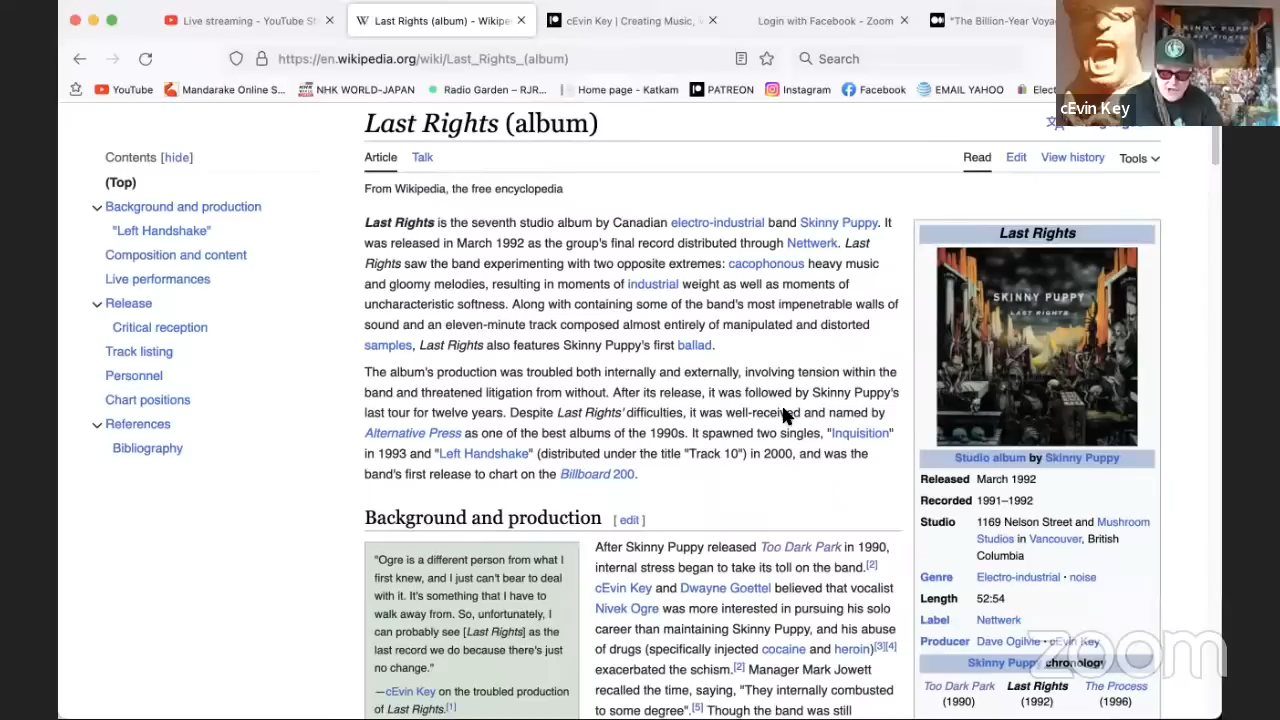 Live streaming - YouTube St
Last Rights (album) - Wikipe
cEvin Key | Creating Music,
Login with Facebook - Zoom
"The Billion-Year Voya
https://en.wikipedia.org/wiki/Last_Rights_(album)
Search
YouTube
Mandarake Online S...
NHK WORLD-JAPAN
Radio Garden – RJR...
Home page - Katkam
PATREON
Instagram
Facebook
EMAIL YAHOO
Elect
cEvin Key
SKINNY PUPPY
Last Rights (album)
Contents [hide]
(Top)
Background and production
"Left Handshake"
Composition and content
Live performances
Release
Critical reception
Track listing
Personnel
Chart positions
References
Bibliography
Article
Talk
Read
Edit
View history
Tools
From Wikipedia, the free encyclopedia
Last Rights is the seventh studio album by Canadian electro-industrial band Skinny Puppy. It
was released in March 1992 as the group's final record distributed through Nettwerk. Last
Rights saw the band experimenting with two opposite extremes: cacophonous heavy music
and gloomy melodies, resulting in moments of industrial weight as well as moments of
uncharacteristic softness. Along with containing some of the band's most impenetrable walls of
sound and an eleven-minute track composed almost entirely of manipulated and distorted
samples, Last Rights also features Skinny Puppy's first ballad.
The album's production was troubled both internally and externally, involving tension within the
band and threatened litigation from without. After its release, it was followed by Skinny Puppy's
last tour for twelve years. Despite Last Rights' difficulties, it was well-received and named by
Alternative Press as one of the best albums of the 1990s. It spawned two singles, "Inquisition"
in 1993 and "Left Handshake" (distributed under the title "Track 10") in 2000, and was the
band's first release to chart on the Billboard 200.
Background and production [ edit ]
"Ogre is a different person from what I
first knew, and I just can't bear to deal
with it. It's something that I have to
walk away from. So, unfortunately, I
can probably see [Last Rights] as the
last record we do because there's just
no change."
—cEvin Key on the troubled production
of Last Rights.[1]
After Skinny Puppy released Too Dark Park in 1990,
internal stress began to take its toll on the band.[2]
cEvin Key and Dwayne Goettel believed that vocalist
Nivek Ogre was more interested in pursuing his solo
career than maintaining Skinny Puppy, and his abuse
of drugs (specifically injected cocaine and heroin)[3][4]
exacerbated the schism.[2] Manager Mark Jowett
recalled the time, saying, "They internally combusted
to some degree".[5] Though the band was still
Last Rights
SKINNY PUPPY
LAST RIGHTS
Studio album by Skinny Puppy
Released March 1992
Recorded 1991–1992
Studio 1169 Nelson Street and Mushroom
Studios in Vancouver, British
Columbia
Genre Electro-industrial · noise
Length 52:54
Label Nettwerk
Producer Dave Ogilvie · cEvin Key
Skinny Puppy chronology
Too Dark Park Last Rights The Process
(1990) (1992) (1996)
zoom